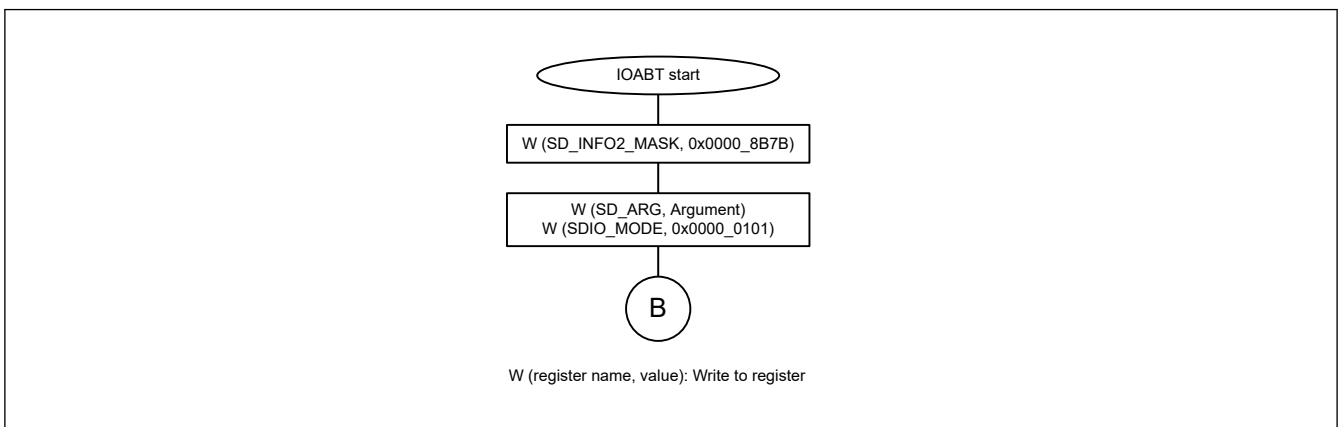 IOABT start
W (SD_INFO2_MASK, 0x0000_8B7B)
W (SD_ARG, Argument)
W (SDIO_MODE, 0x0000_0101)
B
W (register name, value): Write to register